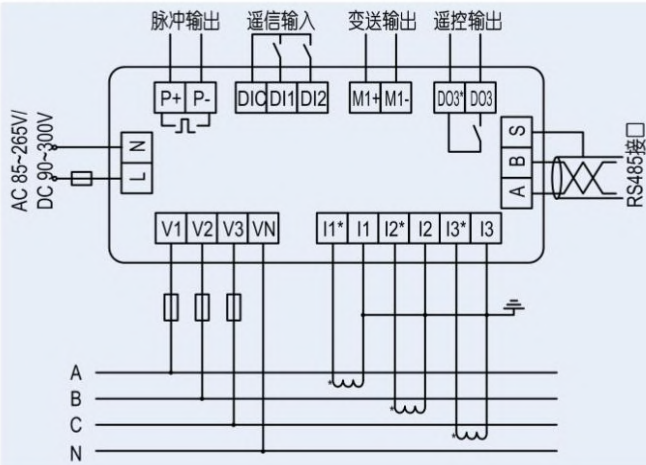 脉冲输出 遥信输入 变送输出 遥控输出
P+ P- DIC DI1 DI2 M1+ M1- DO3* DO3
AC 85~265V/
DC 90~300V
N
L
S
B
A
RS485接口
V1 V2 V3 VN I1* I1 I2* I2 I3* I3
*
*
*
A
B
C
N